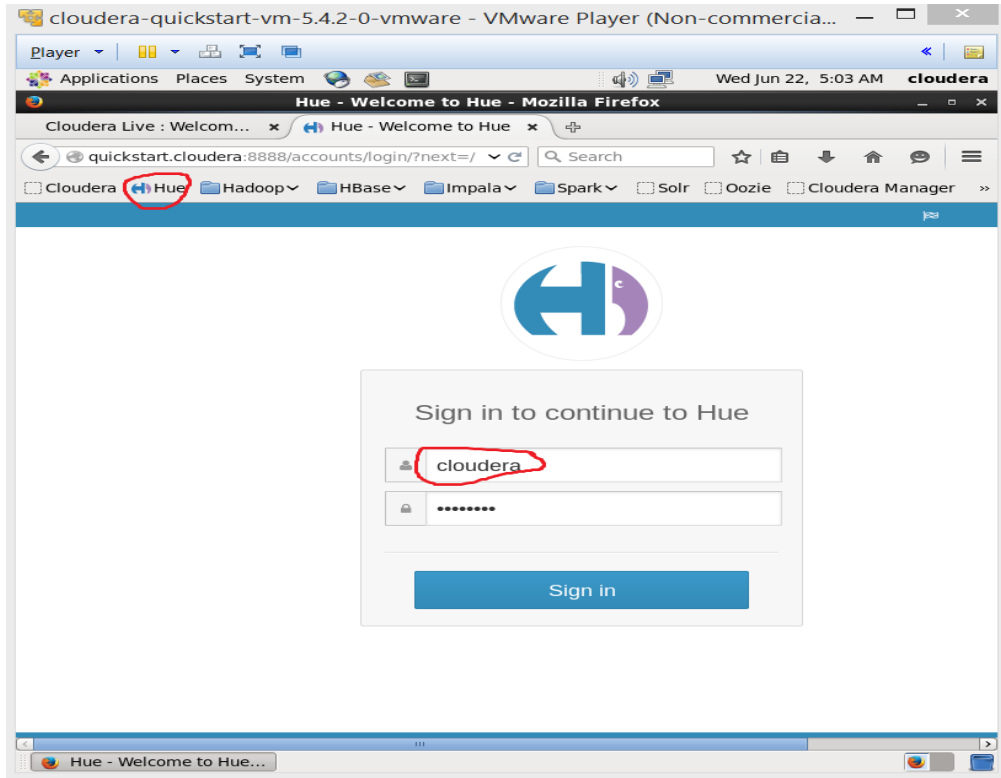 cloudera-quickstart-vm-5.4.2-0-vmware - VMware Player (Non-commercia...
Player
Applications Places System Wed Jun 22, 5:03 AM cloudera
Hue - Welcome to Hue - Mozilla Firefox
Cloudera Live : Welcom... Hue - Welcome to Hue
quickstart.cloudera:8888/accounts/login/?next=/ Search
Cloudera Hue Hadoop HBase Impala Spark Solr Oozie Cloudera Manager »
Sign in to continue to Hue
cloudera
••••••••
Sign in
Hue - Welcome to Hue...